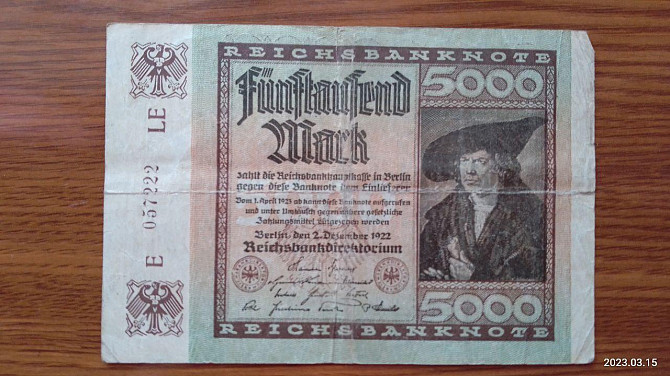 REICHSBANKNOTE
5000
Fünftausend
Mark
zahlt die Reichsbankhauptkasse in Berlin
gegen diese Banknote dem Einlieferer
Vom 1. April 1923 ab kann diese Banknote aufgerufen
und unter Umtausch gegen andere gesetzliche
Zahlungsmittel eingezogen werden
Berlin, den 2. Dezember 1922
Reichsbankdirektorium
5000
REICHSBANKNOTE
E 057222 LE
2023.03.15